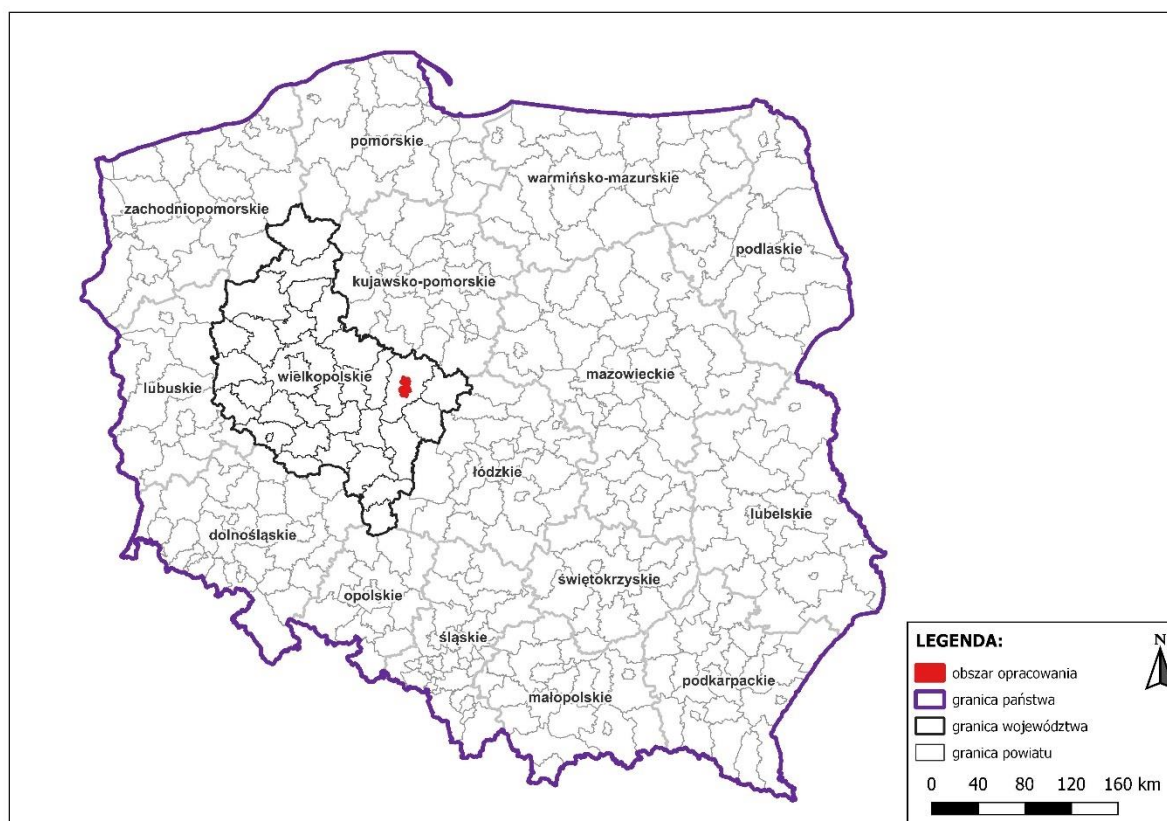 pomorskie
warmińsko-mazurskie
zachodniopomorskie
podlaskie
kujawsko-pomorskie
wielkopolskie
mazowieckie
lubuskie
łódzkie
lubelskie
dolnośląskie
świętokrzyskie
opolskie
śląskie
podkarpackie
małopolskie
LEGENDA:
N
obszar opracowania
granica państwa
granica województwa
granica powiatu
0 40 80 120 160 km